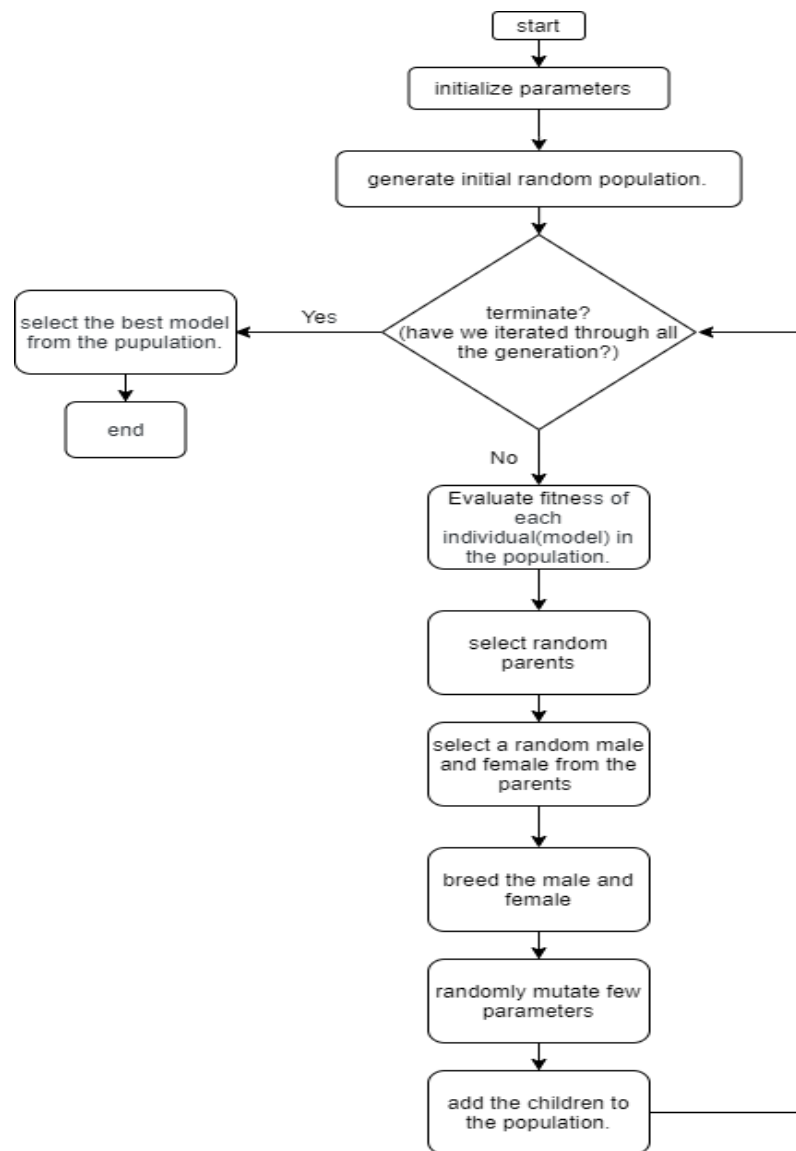 start
initialize parameters
generate initial random population.
terminate?
(have we iterated through all
the generation?)
Yes
select the best model
from the pupulation.
end
No
Evaluate fitness of
each
individual(model) in
the population.
select random
parents
select a random male
and female from the
parents
breed the male and
female
randomly mutate few
parameters
add the children to
the population.